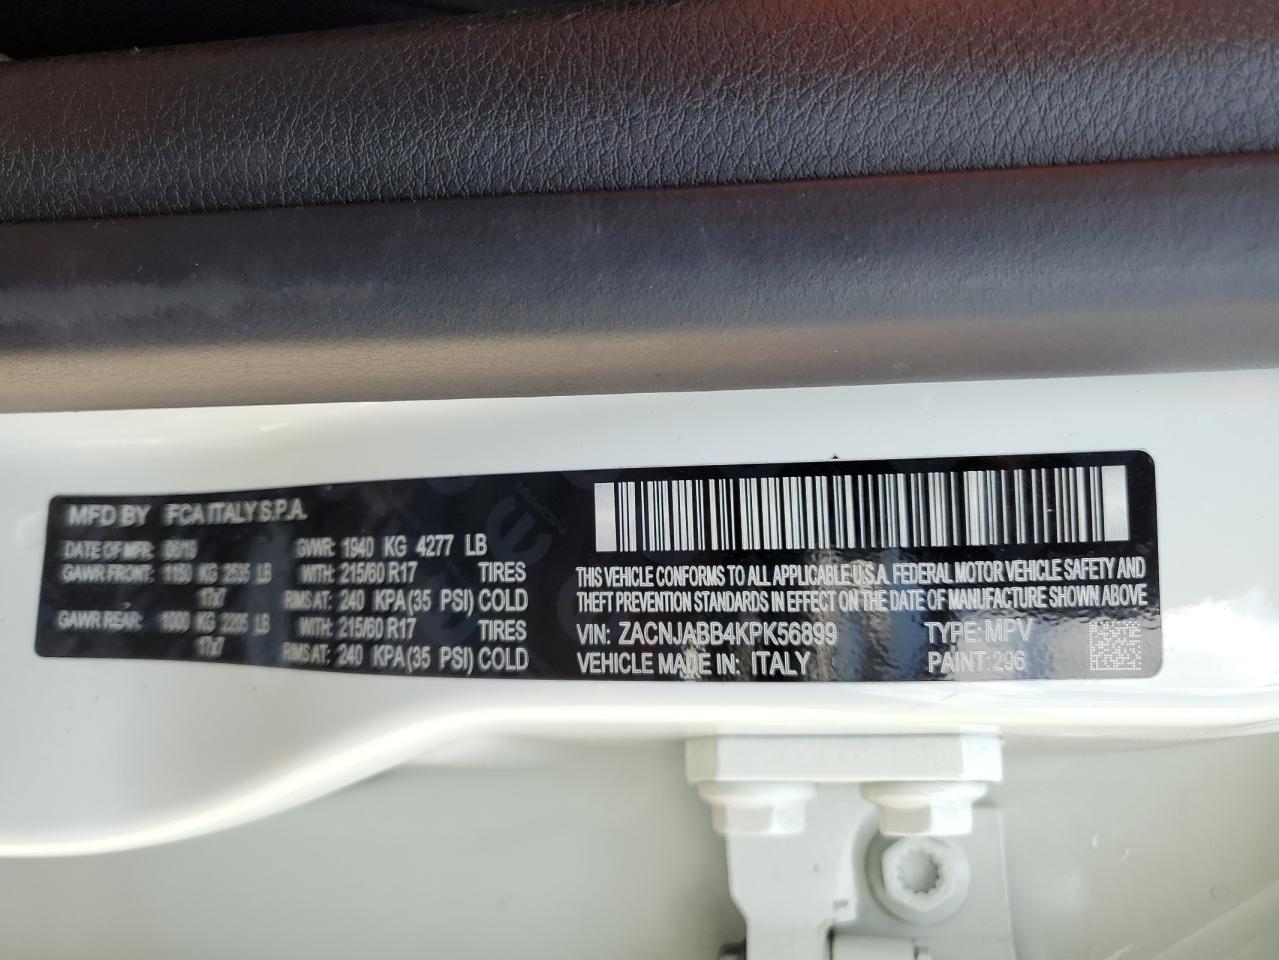 MFD BY FCA ITALY S.P.A.
DATE OF MFR: 08/19 GVWR: 1940 KG 4277 LB
GAWR FRONT: 1150 KG 2535 LB WITH: 215/60 R17 TIRES
17x7 RIMS AT: 240 KPA(35 PSI) COLD
GAWR REAR: 1000 KG 2205 LB WITH: 215/60 R17 TIRES
17x7 RIMS AT: 240 KPA(35 PSI) COLD
THIS VEHICLE CONFORMS TO ALL APPLICABLE U.S.A. FEDERAL MOTOR VEHICLE SAFETY AND
THEFT PREVENTION STANDARDS IN EFFECT ON THE DATE OF MANUFACTURE SHOWN ABOVE
VIN: ZACNJABB4KPK56899 TYPE: MPV
VEHICLE MADE IN: ITALY PAINT: 296